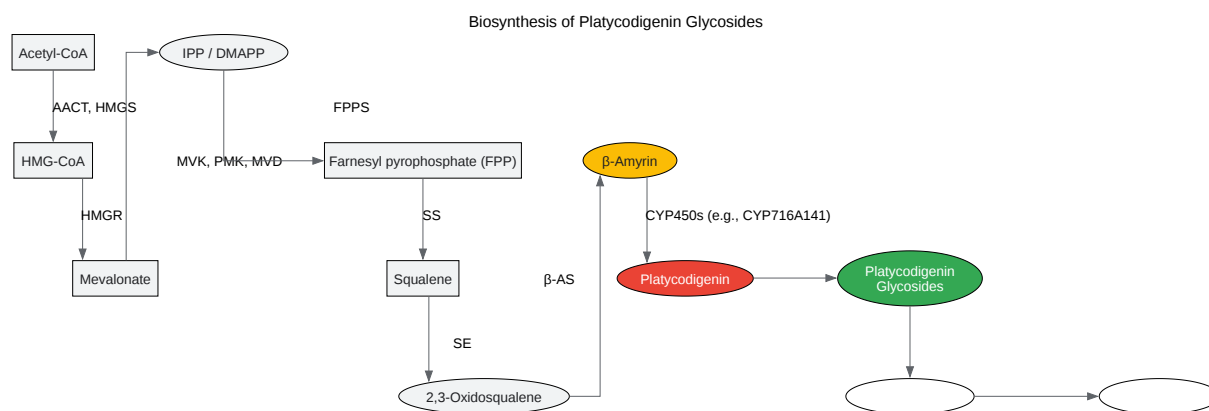 Biosynthesis of Platycodigenin Glycosides
Acetyl-CoA
IPP / DMAPP
AACT, HMGS
FPPS
HMG-CoA
MVK, PMK, MVD
Farnesyl pyrophosphate (FPP)
β-Amyrin
HMGR
SS
CYP450s (e.g., CYP716A141)
Mevalonate
Squalene
β-AS
Platycodigenin
Platycodigenin
Glycosides
SE
2,3-Oxidosqualene